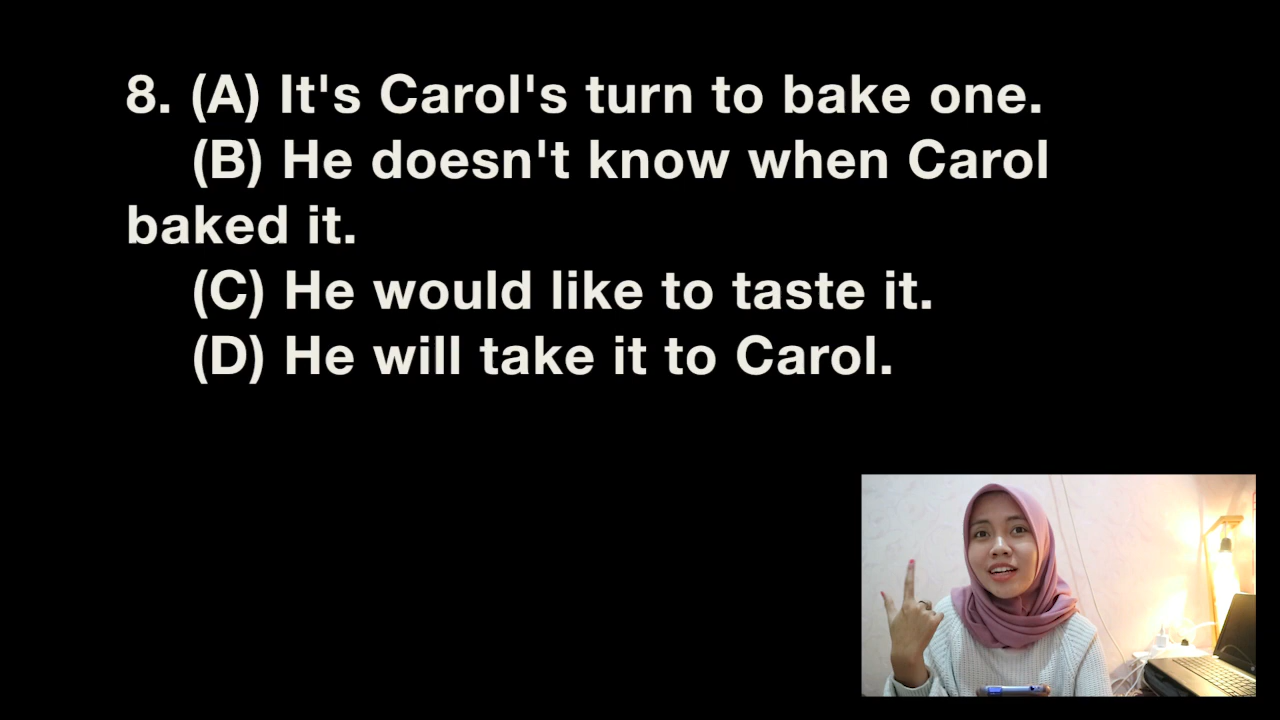 8. (A) It's Carol's turn to bake one.
(B) He doesn't know when Carol
baked it.
(C) He would like to taste it.
(D) He will take it to Carol.